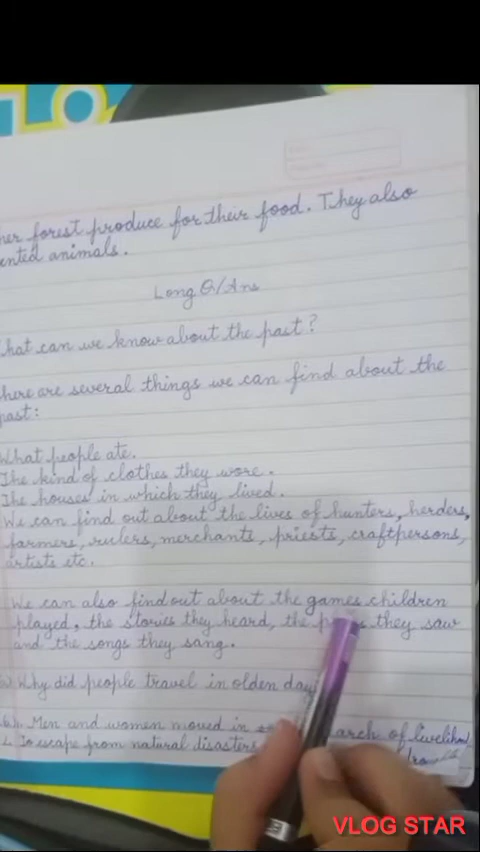 her forest produce for their food. They also
ented animals.
Long Q/Ans
hat can we know about the past?
here are several things we can find about the
past:
What people ate.
The kind of clothes they wore.
The houses in which they lived.
We can find out about the lives of hunters, herders,
farmers, rulers, merchants, priests, craftpersons,
artists etc.
We can also find out about the games children
played, the stories they heard, the they saw
and the songs they sang.
Why did people travel in olden day
Men and women moved in arch of livelihood
To escape from natural disasters
VLOG STAR